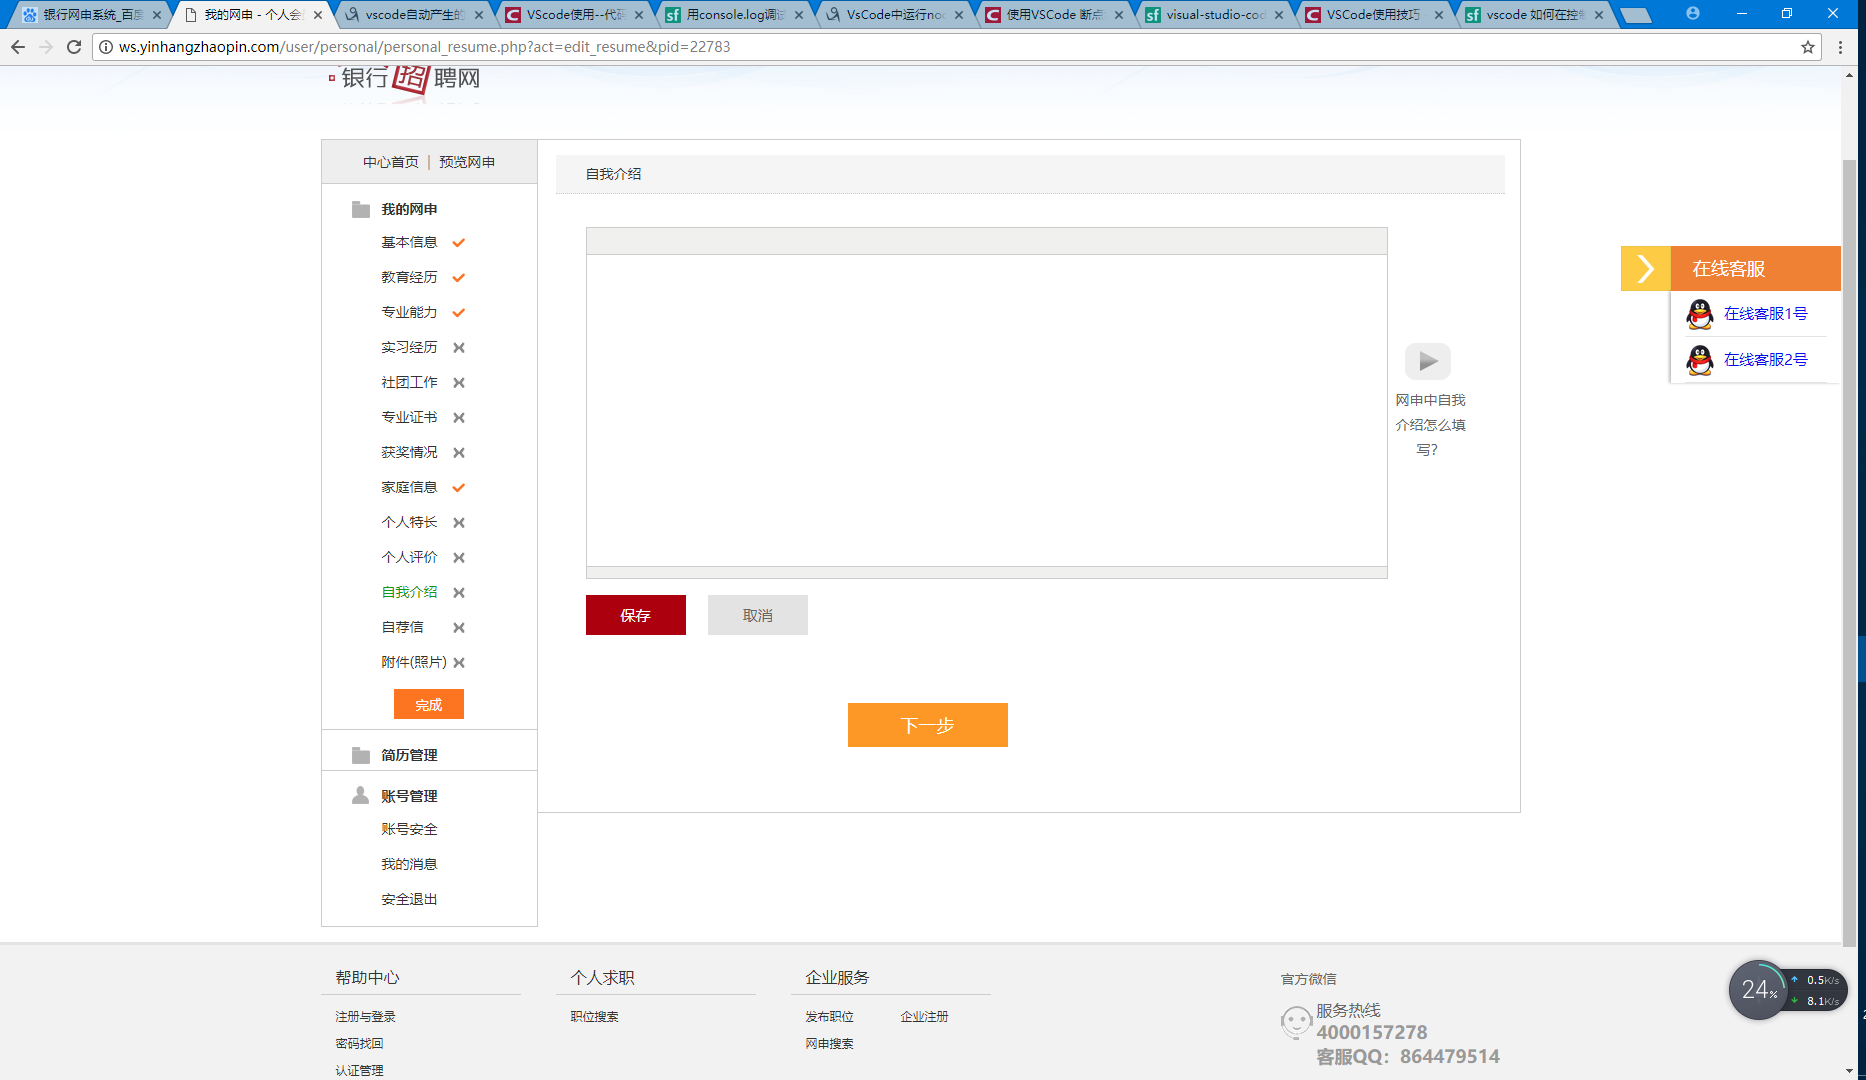 银行网申系统_百度
我的网申 - 个人会
vscode自动产生的
VScode使用--代码
用console.log调试
VsCode中运行nod
使用VSCode 断点
visual-studio-cod
VSCode使用技巧
vscode 如何在控制
ws.yinhangzhaopin.com/user/personal/personal_resume.php?act=edit_resume&pid=22783
银行招聘网
中心首页 | 预览网申
我的网申
基本信息
教育经历
专业能力
实习经历
社团工作
专业证书
获奖情况
家庭信息
个人特长
个人评价
自我介绍
自荐信
附件(照片)
完成
简历管理
账号管理
账号安全
我的消息
安全退出
自我介绍
网申中自我
介绍怎么填
写?
保存
取消
下一步
在线客服
在线客服1号
在线客服2号
帮助中心
注册与登录
密码找回
认证管理
个人求职
职位搜索
企业服务
发布职位 企业注册
网申搜索
官方微信
服务热线
4000157278
客服QQ：864479514
24%
0.5K/s
8.1K/s